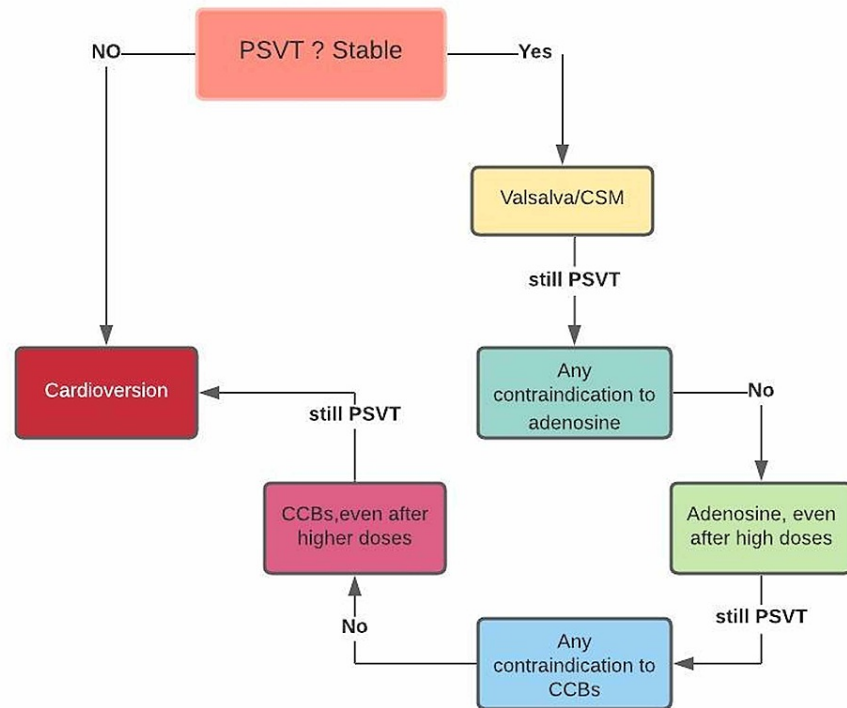 PSVT ? Stable
NO
Yes
Valsalva/CSM
still PSVT
Any
contraindication to
adenosine
No
Adenosine, even
after high doses
still PSVT
Any
contraindication to
CCBs
No
CCBs,even after
higher doses
still PSVT
Cardioversion